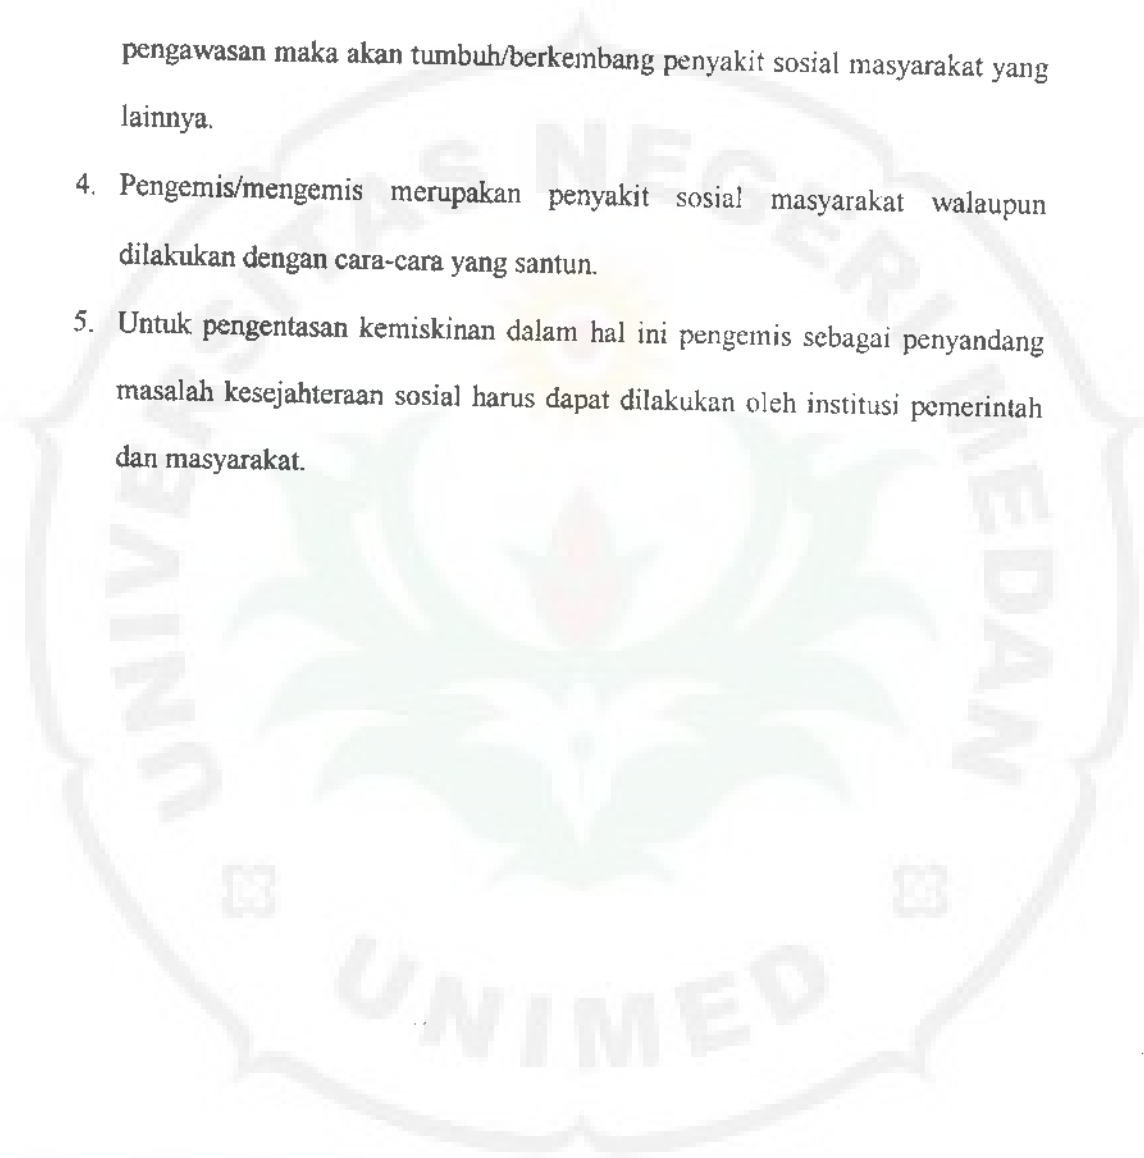 pengawasan maka akan tumbuh/berkembang penyakit sosial masyarakat yang
lainnya.
4. Pengemis/mengemis merupakan penyakit sosial masyarakat walaupun
dilakukan dengan cara-cara yang santun.
5. Untuk pengentasan kemiskinan dalam hal ini pengemis sebagai penyandang
masalah kesejahteraan sosial harus dapat dilakukan oleh institusi pemerintah
dan masyarakat.
UNIVERSITAS NEGERI MEDAN
UNIMED